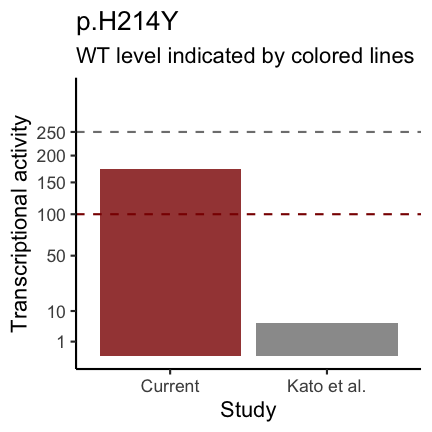 p.H214Y
WT level indicated by colored lines
Transcriptional activity
250
200
150
100
50
10
1
Current
Kato et al.
Study